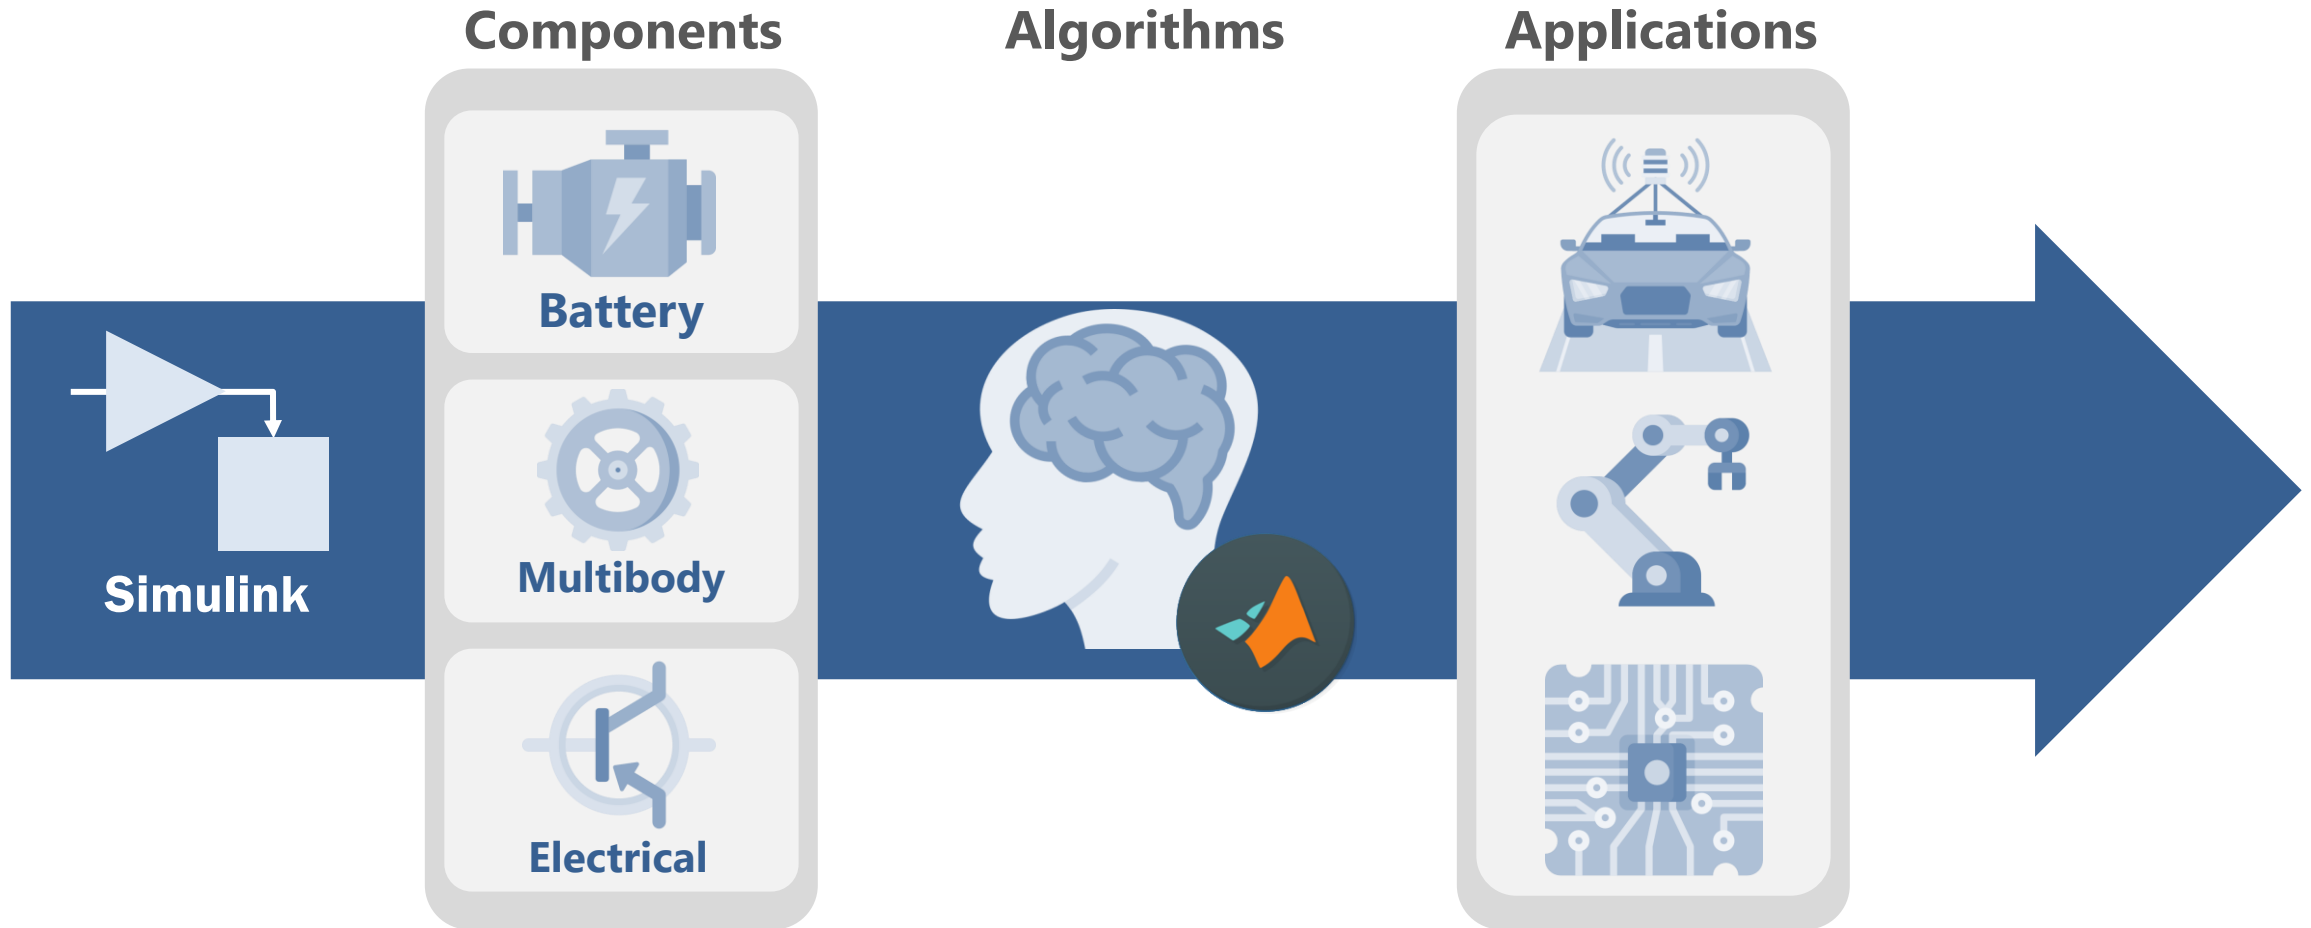 Components
Algorithms
Applications
Simulink
Battery
Multibody
Electrical